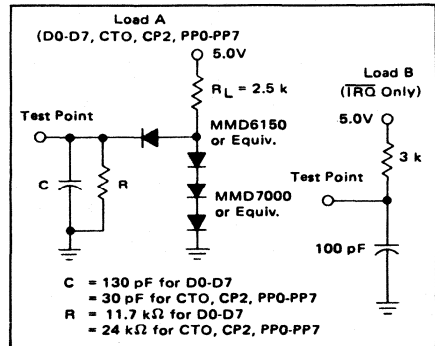 Load A
(D0-D7, CTO, CP2, PP0-PP7
5.0V
RL = 2.5 k
Test Point
MMD6150
or Equiv.
MMD7000
or Equiv.
C
R
C = 130 pF for D0-D7
= 30 pF for CTO, CP2, PP0-PP7
R = 11.7 kΩ for D0-D7
= 24 kΩ for CTO, CP2, PP0-PP7
Load B
(IRQ Only)
5.0V
3 k
Test Point
100 pF